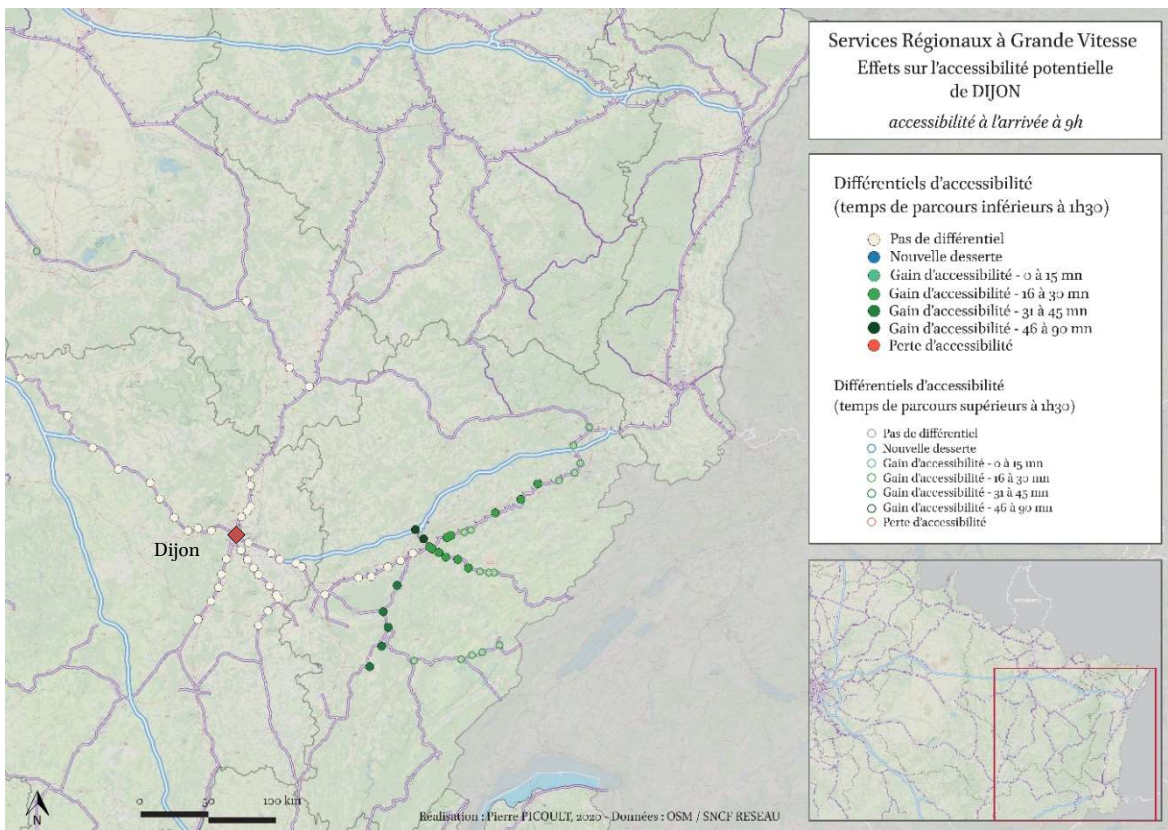 Services Régionaux à Grande Vitesse
Effets sur l'accessibilité potentielle
de DIJON
accessibilité à l'arrivée à 9h
Différentiels d'accessibilité
(temps de parcours inférieurs à 1h30)
Pas de différentiel
Nouvelle desserte
Gain d'accessibilité - 0 à 15 mn
Gain d'accessibilité - 16 à 30 mn
Gain d'accessibilité - 31 à 45 mn
Gain d'accessibilité - 46 à 90 mn
Perte d'accessibilité
Différentiels d'accessibilité
(temps de parcours supérieurs à 1h30)
Pas de différentiel
Nouvelle desserte
Gain d'accessibilité - 0 à 15 mn
Gain d'accessibilité - 16 à 30 mn
Gain d'accessibilité - 31 à 45 mn
Gain d'accessibilité - 46 à 90 mn
Perte d'accessibilité
Dijon
0 50 100 km
N
Réalisation : Pierre PICOULT, 2020 - Données : OSM / SNCF RESEAU